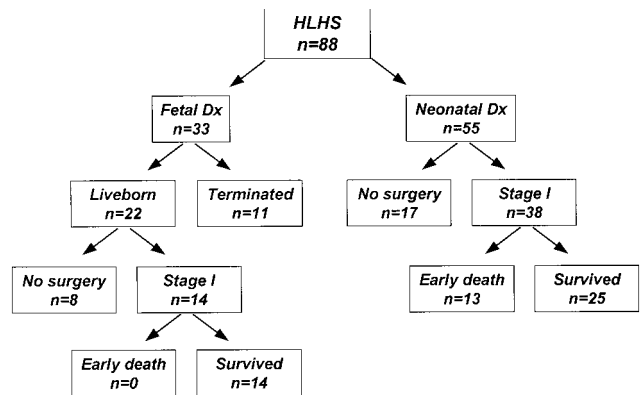 HLHS
n=88
Fetal Dx
n=33
Neonatal Dx
n=55
Liveborn
n=22
Terminated
n=11
No surgery
n=17
Stage I
n=38
No surgery
n=8
Stage I
n=14
Early death
n=13
Survived
n=25
Early death
n=0
Survived
n=14